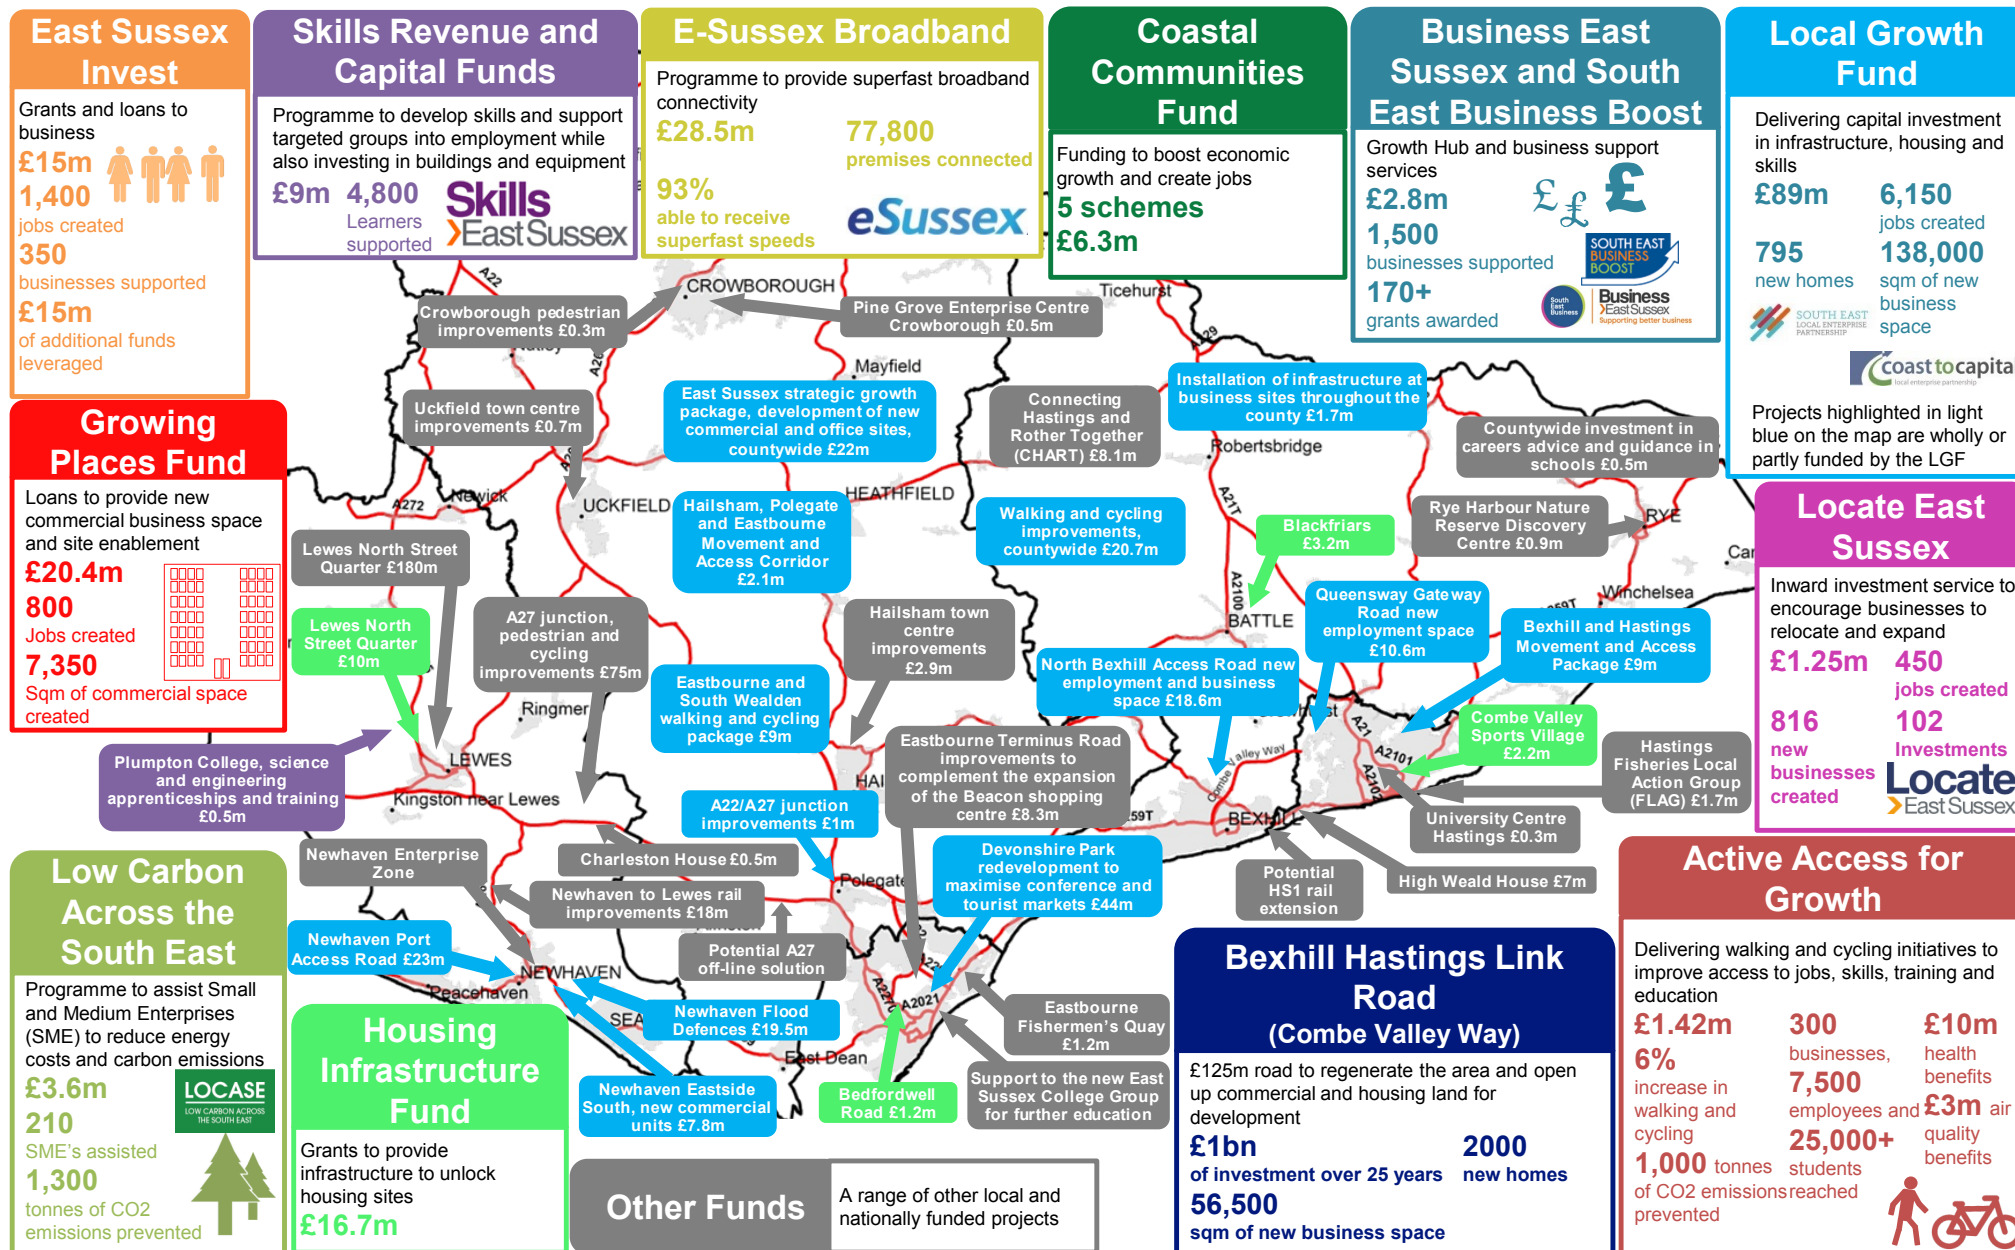 East Sussex
Invest
Grants and loans to
business
£15m
1,400
jobs created
350
businesses supported
£15m
of additional funds
leveraged
Skills Revenue and
Capital Funds
Programme to develop skills and support
targeted groups into employment while
also investing in buildings and equipment
£9m
4,800
Learners
supported
Skills
East Sussex
E-Sussex Broadband
Programme to provide superfast broadband
connectivity
£28.5m
77,800
premises connected
93%
able to receive
superfast speeds
eSussex
Coastal
Communities
Fund
Funding to boost economic
growth and create jobs
5 schemes
£6.3m
Business East
Sussex and South
East Business Boost
Growth Hub and business support
services
£2.8m
1,500
businesses supported
170+
grants awarded
£ £ £
SOUTH EAST
BUSINESS
BOOST
South
East
Business
Business
East Sussex
Supporting better business
Local Growth
Fund
Delivering capital investment
in infrastructure, housing and
skills
£89m
6,150
jobs created
795
new homes
138,000
sqm of new
business
space
SOUTH EAST
LOCAL ENTERPRISE
PARTNERSHIP
coast to capita
local enterprise partnership
Projects highlighted in light
blue on the map are wholly or
partly funded by the LGF
Growing
Places Fund
Loans to provide new
commercial business space
and site enablement
£20.4m
800
Jobs created
7,350
Sqm of commercial space
created
Locate East
Sussex
Inward investment service to
encourage businesses to
relocate and expand
£1.25m
450
jobs created
816
new
businesses
created
102
Investments
Locate
East Sussex
A22
CROWBOROUGH
Ticehurst
Crowborough pedestrian
improvements £0.3m
Pine Grove Enterprise Centre
Crowborough £0.5m
Mayfield
Uckfield town centre
improvements £0.7m
East Sussex strategic growth
package, development of new
commercial and office sites,
countywide £22m
Connecting
Hastings and
Rother Together
(CHART) £8.1m
Installation of infrastructure at
business sites throughout the
county £1.7m
Robertsbridge
Countywide investment in
careers advice and guidance in
schools £0.5m
A272
Newick
UCKFIELD
HEATHFIELD
A21T
Hailsham, Polegate
and Eastbourne
Movement and
Access Corridor
£2.1m
Walking and cycling
improvements,
countywide £20.7m
Blackfriars
£3.2m
Rye Harbour Nature
Reserve Discovery
Centre £0.9m
RYE
Lewes North Street
Quarter £180m
A2100
Winchelsea
Lewes North
Street Quarter
£10m
A27 junction,
pedestrian and
cycling
improvements £75m
Hailsham town
centre
improvements
£2.9m
BATTLE
Queensway Gateway
Road new
employment space
£10.6m
Bexhill and Hastings
Movement and Access
Package £9m
North Bexhill Access Road new
employment and business
space £18.6m
Eastbourne and
South Wealden
walking and cycling
package £9m
Ringmer
A21
Combe Valley
Sports Village
£2.2m
Eastbourne Terminus Road
improvements to
complement the expansion
of the Beacon shopping
centre £8.3m
Combe Valley Way
A2101
A2102
Hastings
Fisheries Local
Action Group
(FLAG) £1.7m
Plumpton College, science
and engineering
apprenticeships and training
£0.5m
LEWES
Kingston near Lewes
A22/A27 junction
improvements £1m
BEXHILL
University Centre
Hastings £0.3m
Newhaven Enterprise
Zone
Charleston House £0.5m
Devonshire Park
redevelopment to
maximise conference and
tourist markets £44m
Potential
HS1 rail
extension
High Weald House £7m
Newhaven to Lewes rail
improvements £18m
Polegate
Newhaven Port
Access Road £23m
Potential A27
off-line solution
NEWHAVEN
Peacehaven
A2270
A2021
Newhaven Flood
Defences £19.5m
Eastbourne
Fishermen's Quay
£1.2m
East Dean
Newhaven Eastside
South, new commercial
units £7.8m
Bedfordwell
Road £1.2m
Support to the new East
Sussex College Group
for further education
Low Carbon
Across the
South East
Programme to assist Small
and Medium Enterprises
(SME) to reduce energy
costs and carbon emissions
£3.6m
210
SME's assisted
1,300
tonnes of CO2
emissions prevented
LOCASE
LOW CARBON ACROSS
THE SOUTH EAST
Housing
Infrastructure
Fund
Grants to provide
infrastructure to unlock
housing sites
£16.7m
Other Funds
A range of other local and
nationally funded projects
Bexhill Hastings Link
Road
(Combe Valley Way)
£125m road to regenerate the area and open
up commercial and housing land for
development
£1bn
of investment over 25 years
2000
new homes
56,500
sqm of new business space
Active Access for
Growth
Delivering walking and cycling initiatives to
improve access to jobs, skills, training and
education
£1.42m
6%
increase in
walking and
cycling
1,000 tonnes
of CO2 emissions
prevented
300
businesses,
7,500
employees and
25,000+
students
reached
£10m
health
benefits
£3m air
quality
benefits